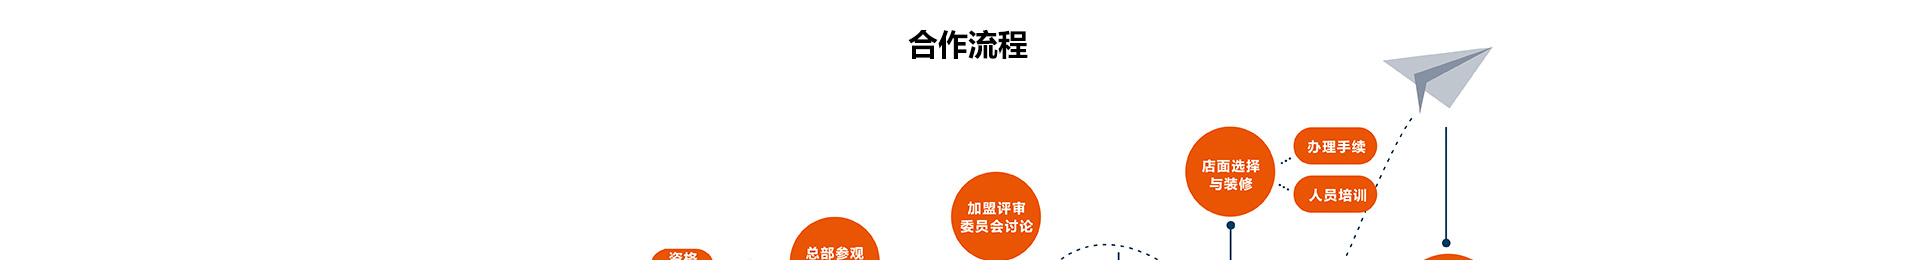 合作流程
店面选择
与装修
办理手续
人员培训
加盟评审
委员会讨论
总部参观
资格